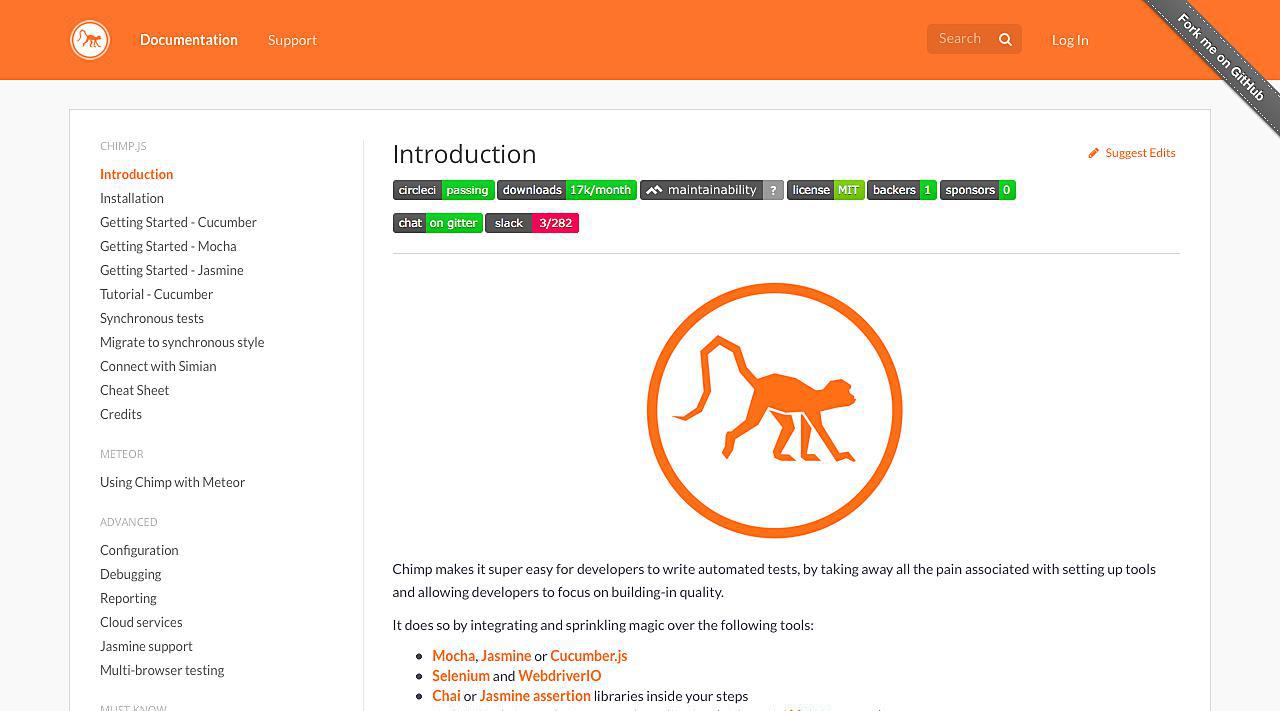 Documentation
Support
Search
Log In
Fork me on GitHub
CHIMP.JS
Introduction
Installation
Getting Started - Cucumber
Getting Started - Mocha
Getting Started - Jasmine
Tutorial - Cucumber
Synchronous tests
Migrate to synchronous style
Connect with Simian
Cheat Sheet
Credits
METEOR
Using Chimp with Meteor
ADVANCED
Configuration
Debugging
Reporting
Cloud services
Jasmine support
Multi-browser testing
MUST KNOW
Introduction
Suggest Edits
circleci passing downloads 17k/month maintainability ? license MIT backers 1 sponsors 0
chat on gitter slack 3/282
Chimp makes it super easy for developers to write automated tests, by taking away all the pain associated with setting up tools
and allowing developers to focus on building-in quality.
It does so by integrating and sprinkling magic over the following tools:
Mocha, Jasmine or Cucumber.js
Selenium and WebdriverIO
Chai or Jasmine assertion libraries inside your steps